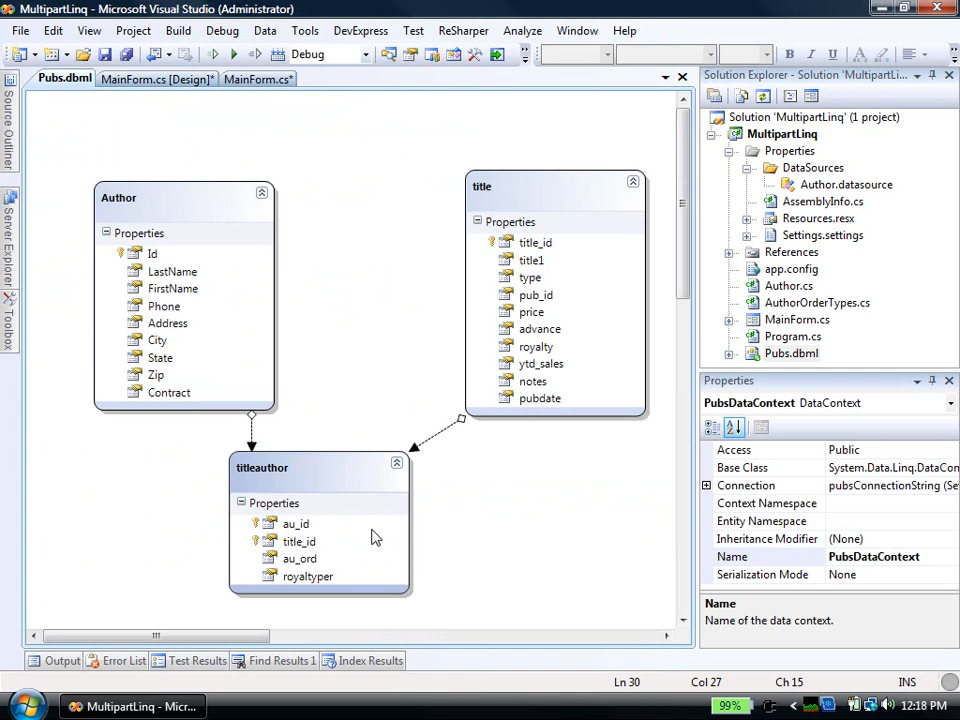 MultipartLinq - Microsoft Visual Studio (Administrator)
File Edit View Project Build Debug Data Tools DevExpress Test ReSharper Analyze Window Help
Debug
B I U A
Pubs.dbml MainForm.cs [Design]* MainForm.cs*
Source Outliner
Server Explorer
Toolbox
Author
Properties
Id
LastName
FirstName
Phone
Address
City
State
Zip
Contract
title
Properties
title_id
title1
type
pub_id
price
advance
royalty
ytd_sales
notes
pubdate
titleauthor
Properties
au_id
title_id
au_ord
royaltyper
Solution Explorer - Solution 'MultipartLinq'...
Solution 'MultipartLinq' (1 project)
MultipartLinq
Properties
DataSources
Author.datasource
AssemblyInfo.cs
Resources.resx
Settings.settings
References
app.config
Author.cs
AuthorOrderTypes.cs
MainForm.cs
Program.cs
Pubs.dbml
Properties
PubsDataContext DataContext
Access Public
Base Class System.Data.Linq.DataCon
Connection pubsConnectionString (Set
Context Namespace
Entity Namespace
Inheritance Modifier (None)
Name PubsDataContext
Serialization Mode None
Name
Name of the data context.
Output Error List Test Results Find Results 1 Index Results
Ln 30 Col 27 Ch 15 INS
MultipartLinq - Micr... 99% 12:18 PM